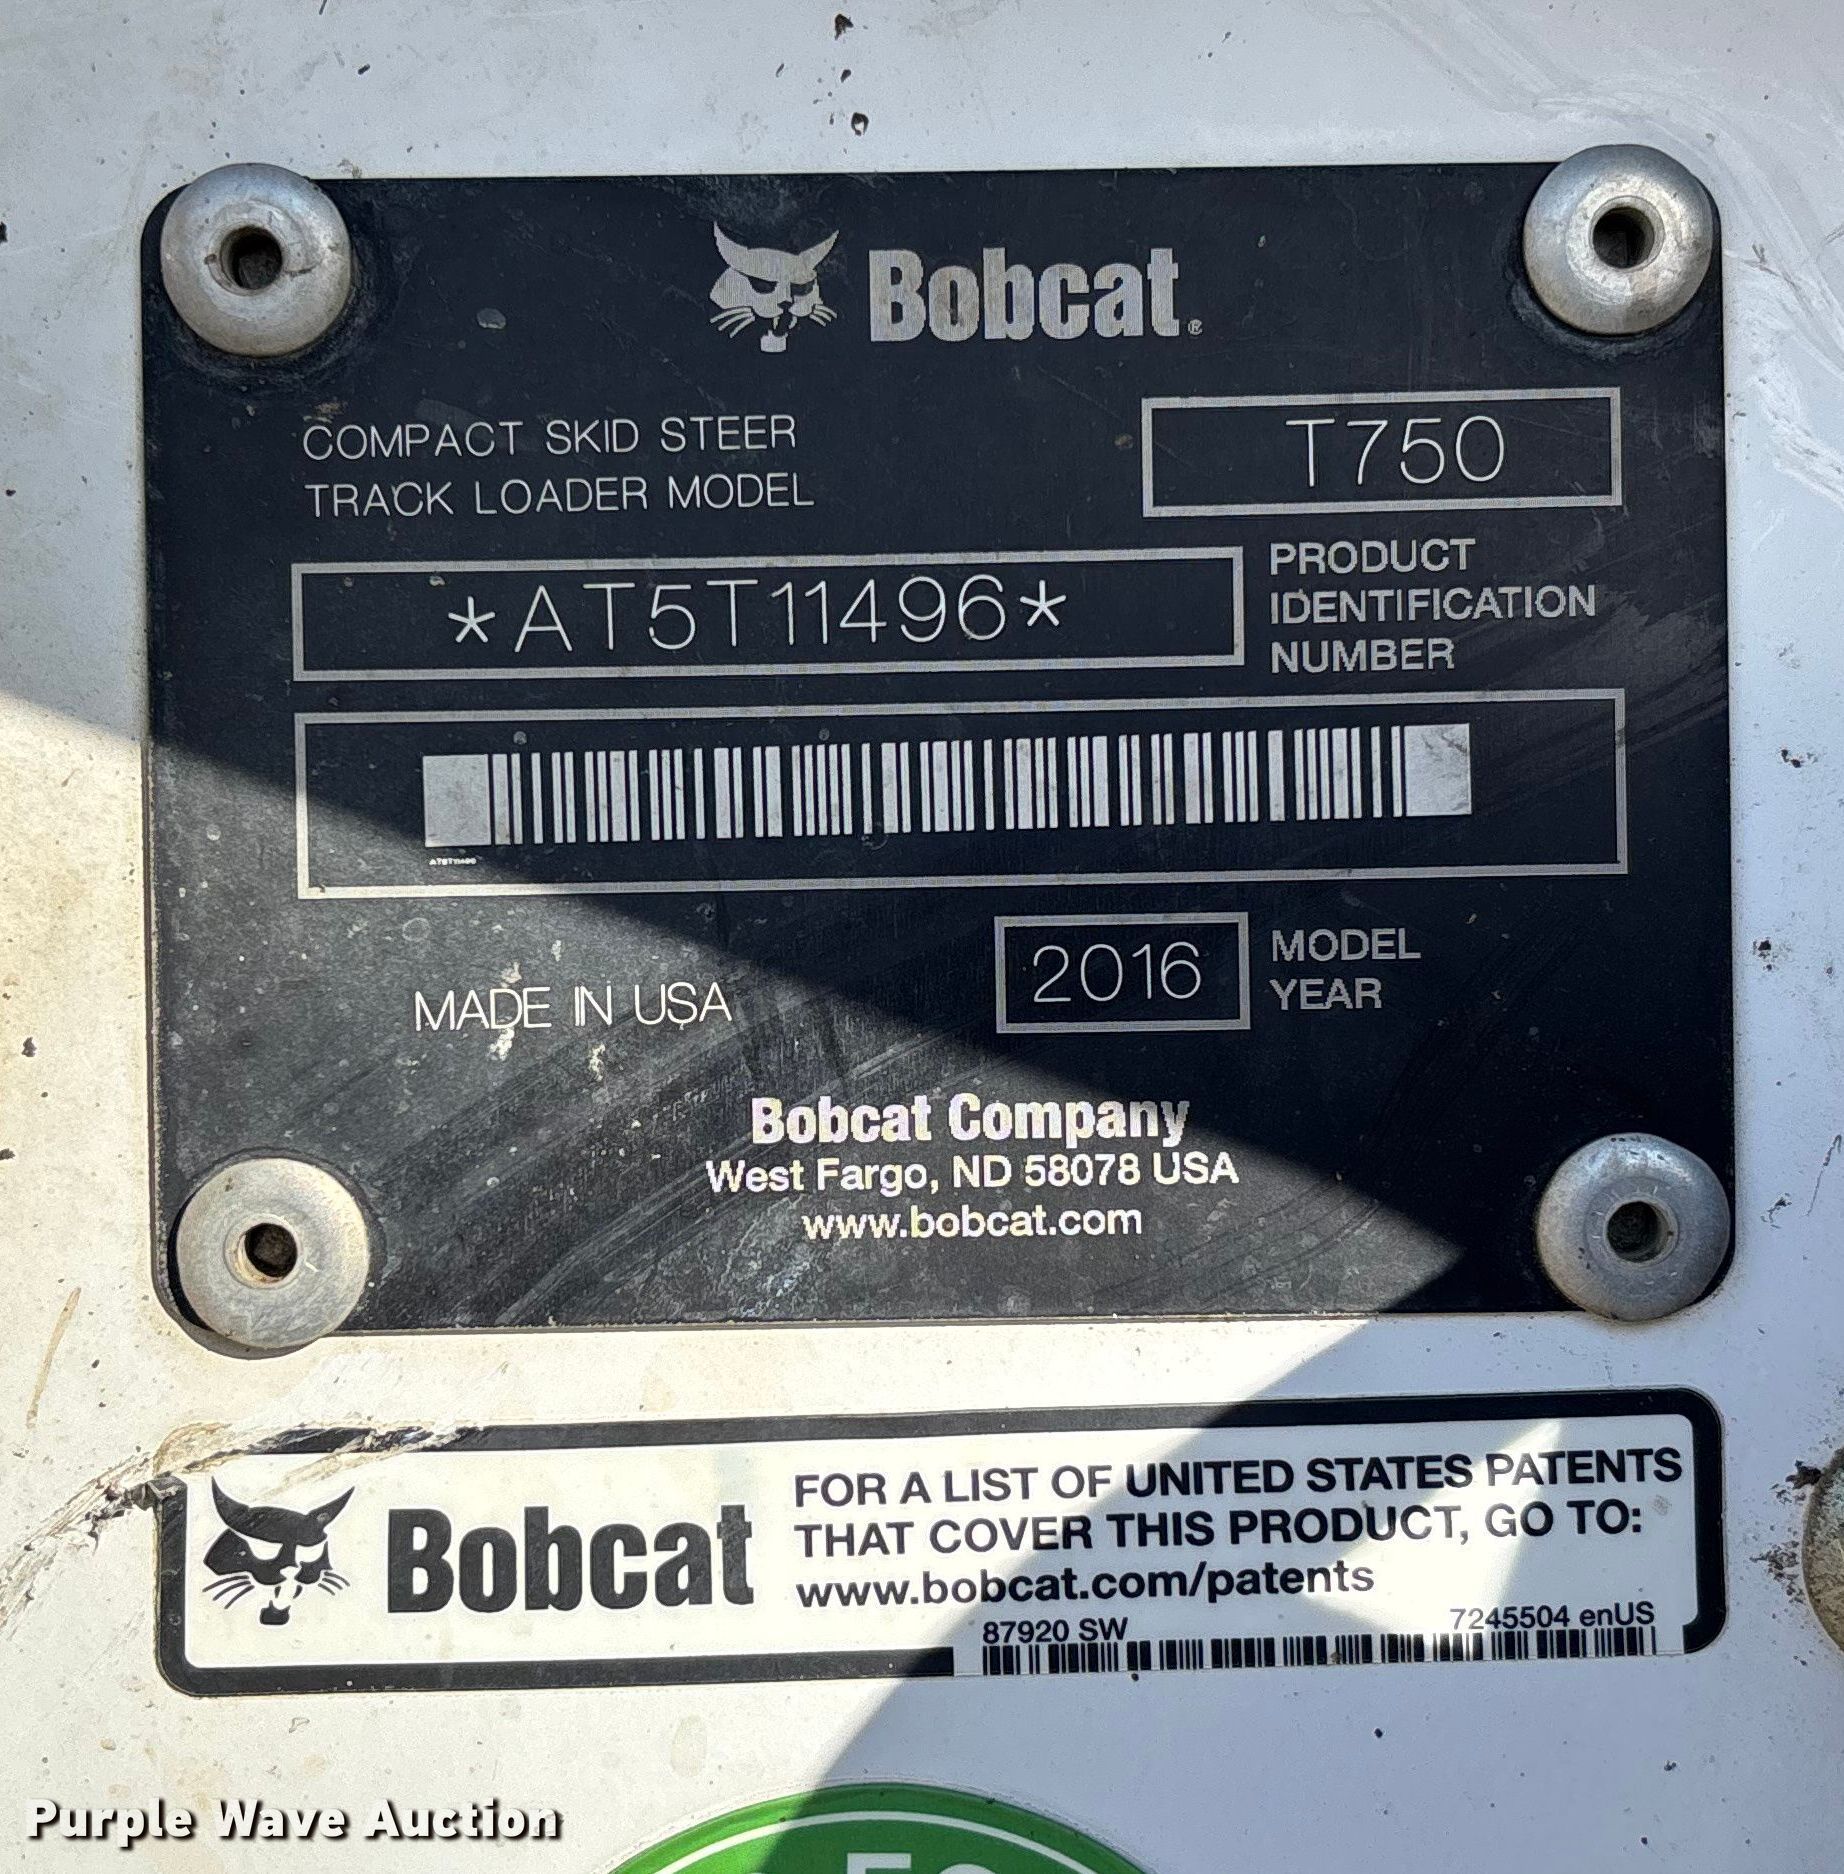 Bobcat®
COMPACT SKID STEER
TRACK LOADER MODEL
T750
*AT5T11496*
PRODUCT
IDENTIFICATION
NUMBER
AT5T11496
MADE IN USA
2016
MODEL
YEAR
Bobcat Company
West Fargo, ND 58078 USA
www.bobcat.com
Bobcat
FOR A LIST OF UNITED STATES PATENTS
THAT COVER THIS PRODUCT, GO TO:
www.bobcat.com/patents
87920 SW
7245504 enUS
Purple Wave Auction